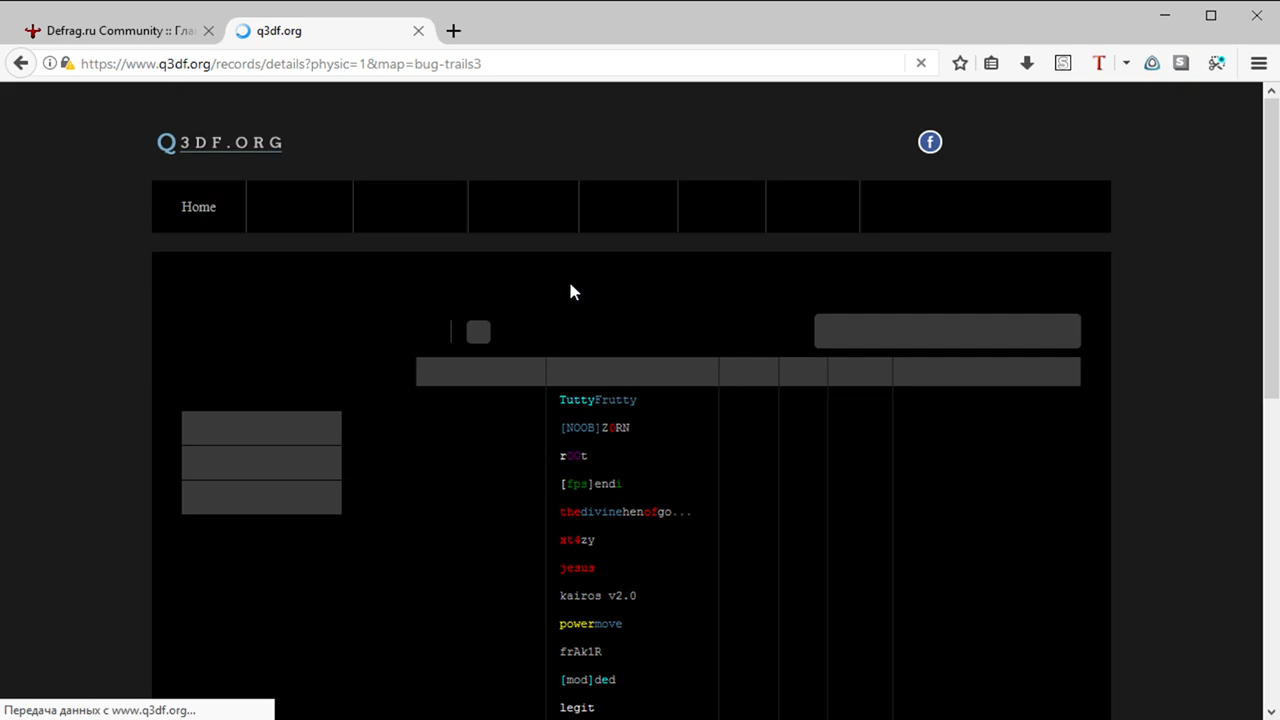 Defrag.ru Community :: Гла
q3df.org
https://www.q3df.org/records/details?physic=1&map=bug-trails3
Q3DF.ORG
Home
TuttyFrutty
[NOOB]Z0RN
r00t
[fps]endi
thedivinehenofgo...
xt4zy
jesus
kairos v2.0
powermove
frAk1R
[mod]ded
legit
Передача данных с www.q3df.org...